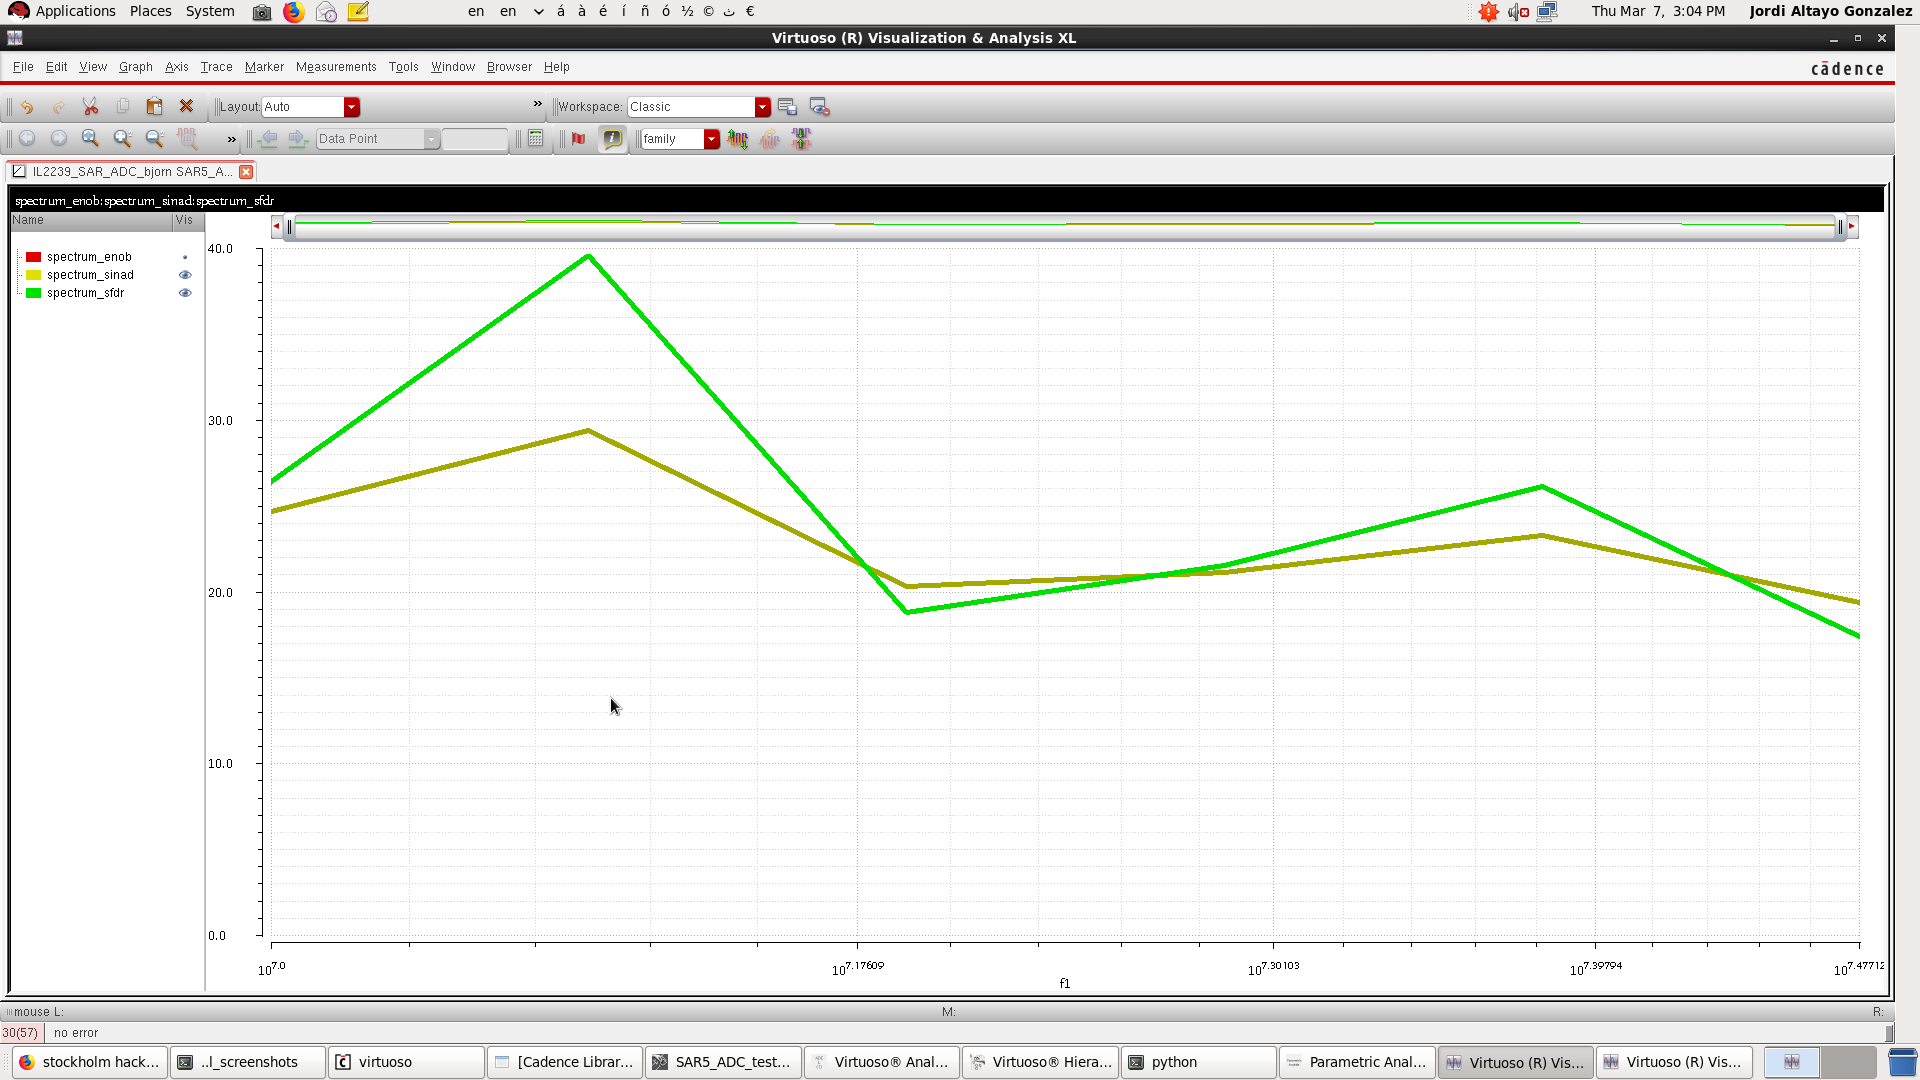 Applications Places System en en á à é í ñ ó ½ © ث € Thu Mar 7, 3:04 PM Jordi Altayo Gonzalez
Virtuoso (R) Visualization & Analysis XL
File Edit View Graph Axis Trace Marker Measurements Tools Window Browser Help cādence
Layout: Auto » Workspace: Classic
» Data Point family
IL2239_SAR_ADC_bjorn SAR5_A...
spectrum_enob:spectrum_sinad:spectrum_sfdr
Name Vis
spectrum_enob
spectrum_sinad
spectrum_sfdr
40.0
30.0
20.0
10.0
0.0
10^7.0 10^7.17609 10^7.30103 10^7.39794 10^7.47712
f1
mouse L: M: R:
30(57) no error
stockholm hack... ..l_screenshots virtuoso [Cadence Librar... SAR5_ADC_test... Virtuoso® Anal... Virtuoso® Hiera... python Parametric Anal... Virtuoso (R) Vis... Virtuoso (R) Vis...